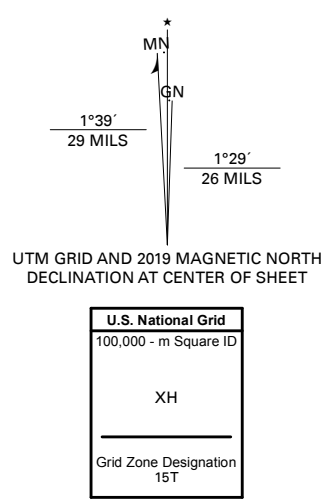 MN
GN
1°39´
29 MILS
1°29´
26 MILS
UTM GRID AND 2019 MAGNETIC NORTH
DECLINATION AT CENTER OF SHEET
U.S. National Grid
100,000 - m Square ID
XH
Grid Zone Designation
15T